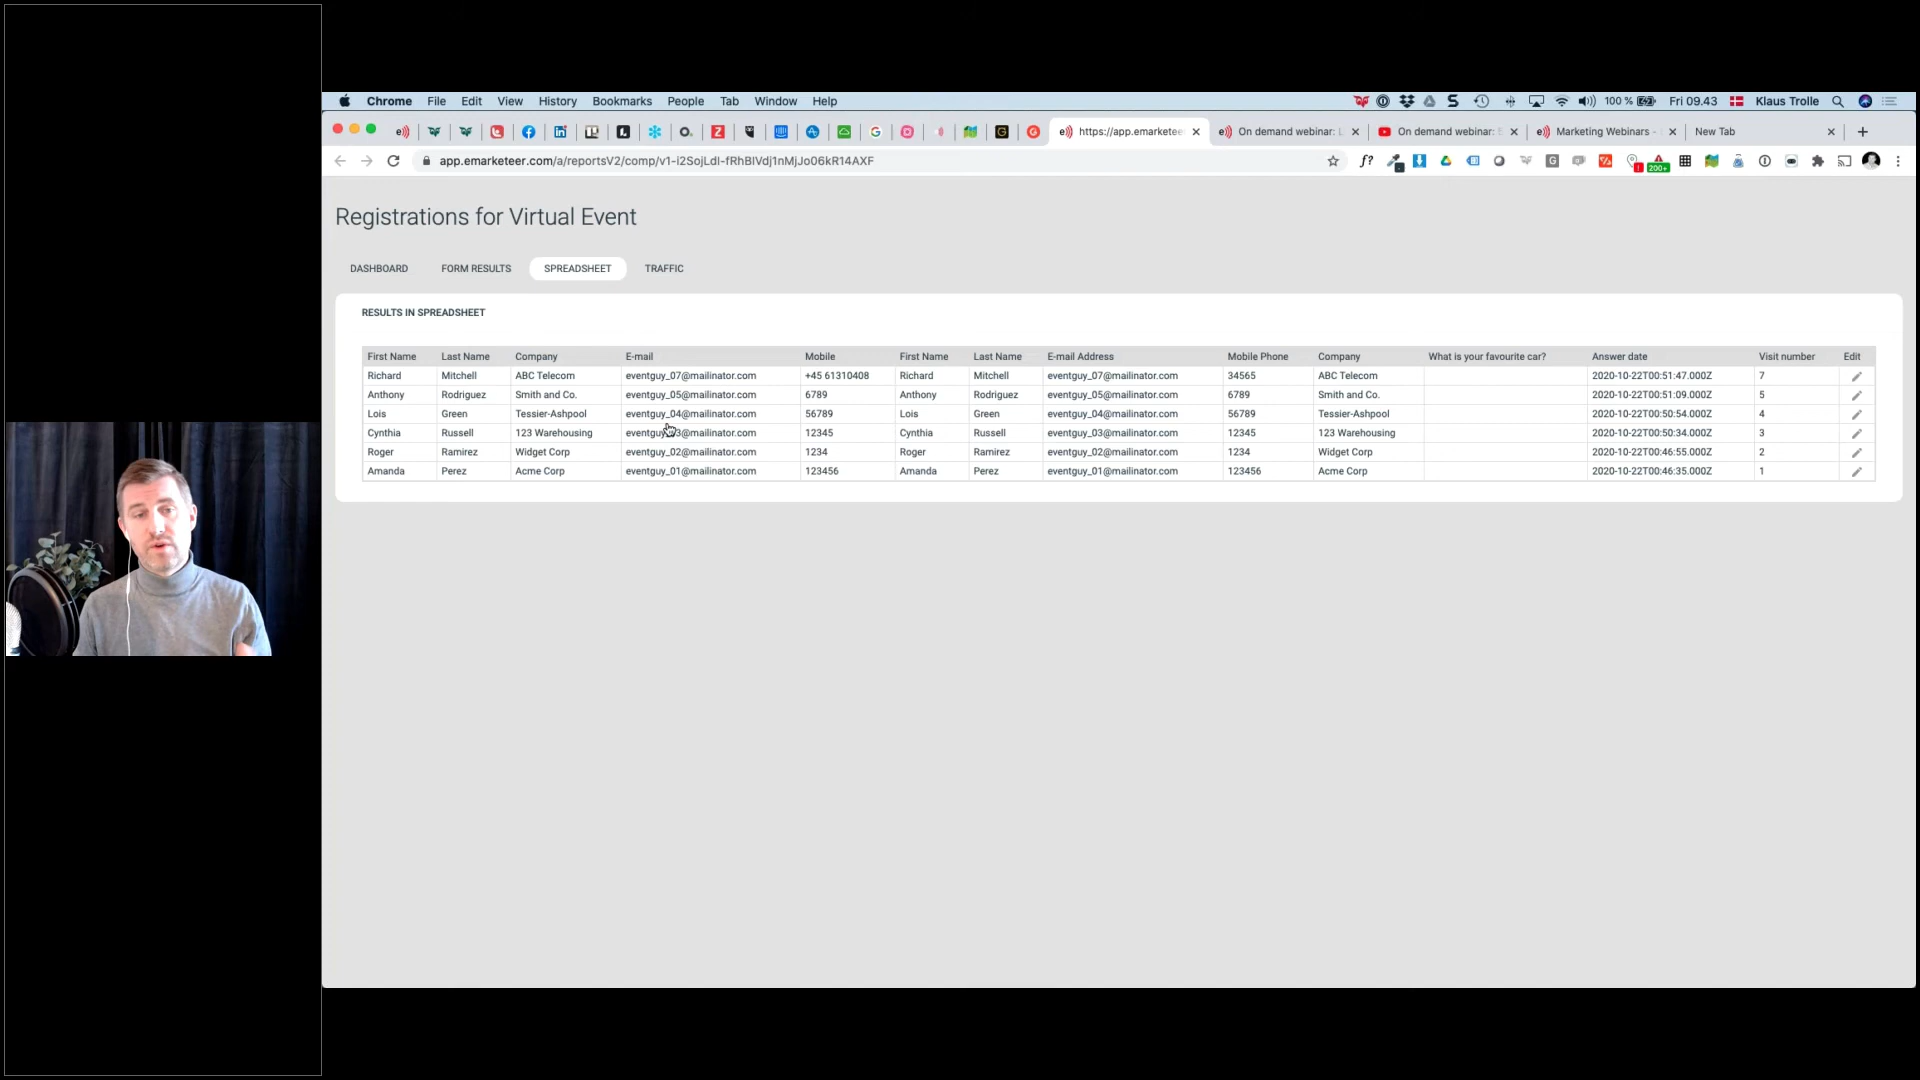 Chrome File Edit View History Bookmarks People Tab Window Help 100 % Fri 09.43 Klaus Trolle
https://app.emarketee On demand webinar: On demand webinar: Marketing Webinars - New Tab
app.emarketeer.com/a/reportsV2/comp/v1-i2SojLdI-fRhBIVdj1nMjJo06kR14AXF
200+
Registrations for Virtual Event
DASHBOARD FORM RESULTS SPREADSHEET TRAFFIC
RESULTS IN SPREADSHEET
First Name Last Name Company E-mail Mobile First Name Last Name E-mail Address Mobile Phone Company What is your favourite car? Answer date Visit number Edit
Richard Mitchell ABC Telecom eventguy_07@mailinator.com +45 61310408 Richard Mitchell eventguy_07@mailinator.com 34565 ABC Telecom 2020-10-22T00:51:47.000Z 7
Anthony Rodriguez Smith and Co. eventguy_05@mailinator.com 6789 Anthony Rodriguez eventguy_05@mailinator.com 6789 Smith and Co. 2020-10-22T00:51:09.000Z 5
Lois Green Tessier-Ashpool eventguy_04@mailinator.com 56789 Lois Green eventguy_04@mailinator.com 56789 Tessier-Ashpool 2020-10-22T00:50:54.000Z 4
Cynthia Russell 123 Warehousing eventguy_03@mailinator.com 12345 Cynthia Russell eventguy_03@mailinator.com 12345 123 Warehousing 2020-10-22T00:50:34.000Z 3
Roger Ramirez Widget Corp eventguy_02@mailinator.com 1234 Roger Ramirez eventguy_02@mailinator.com 1234 Widget Corp 2020-10-22T00:46:55.000Z 2
Amanda Perez Acme Corp eventguy_01@mailinator.com 123456 Amanda Perez eventguy_01@mailinator.com 123456 Acme Corp 2020-10-22T00:46:35.000Z 1